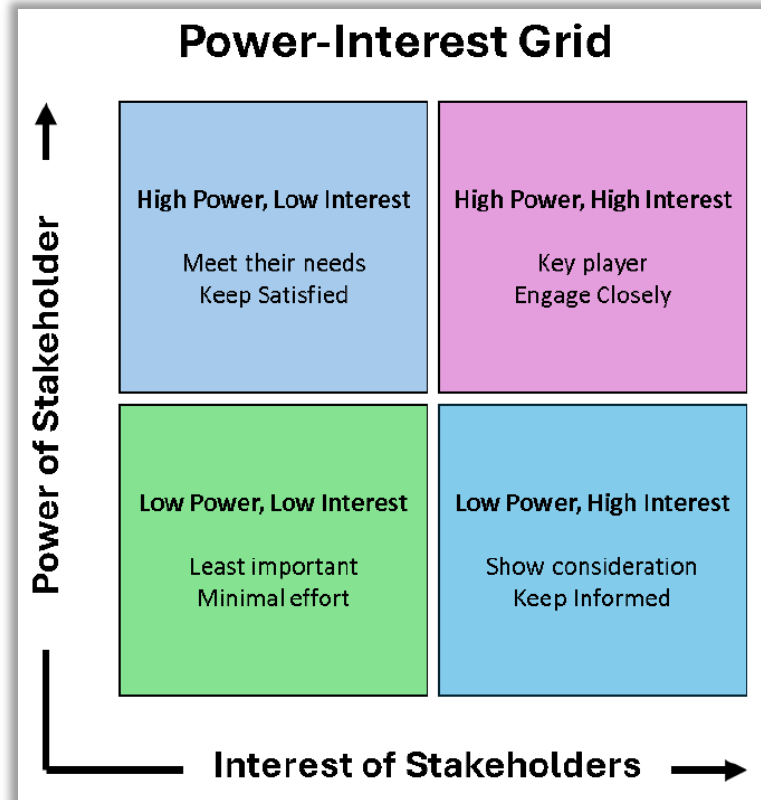 Power-Interest Grid
Power of Stakeholder
High Power, Low Interest
Meet their needs
Keep Satisfied
High Power, High Interest
Key player
Engage Closely
Low Power, Low Interest
Least important
Minimal effort
Low Power, High Interest
Show consideration
Keep Informed
Interest of Stakeholders